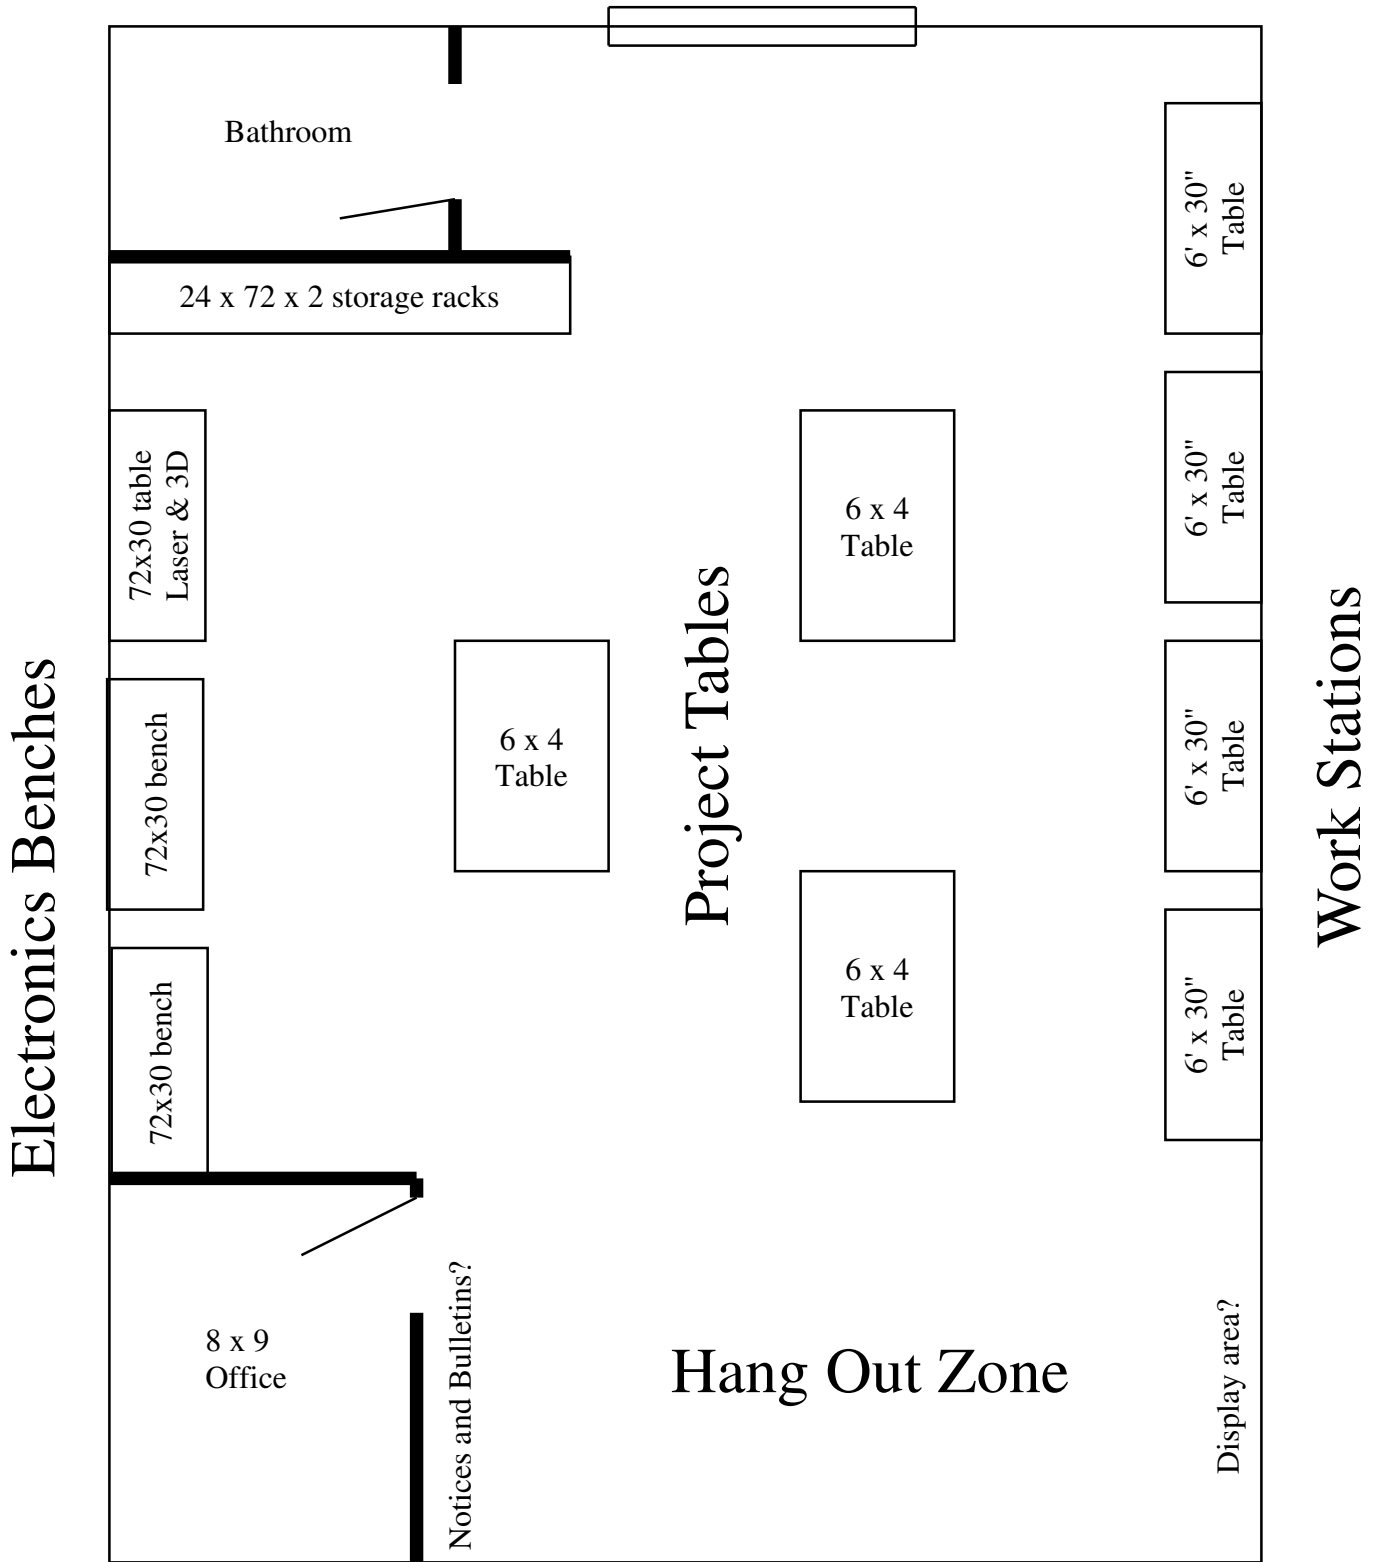 Bathroom
24 x 72 x 2 storage racks
6' x 30"
Table
72x30 table
Laser & 3D
6 x 4
Table
6' x 30"
Table
Electronics Benches
72x30 bench
6 x 4
Table
Project Tables
6' x 30"
Table
Work Stations
72x30 bench
6 x 4
Table
6' x 30"
Table
8 x 9
Office
Notices and Bulletins?
Hang Out Zone
Display area?